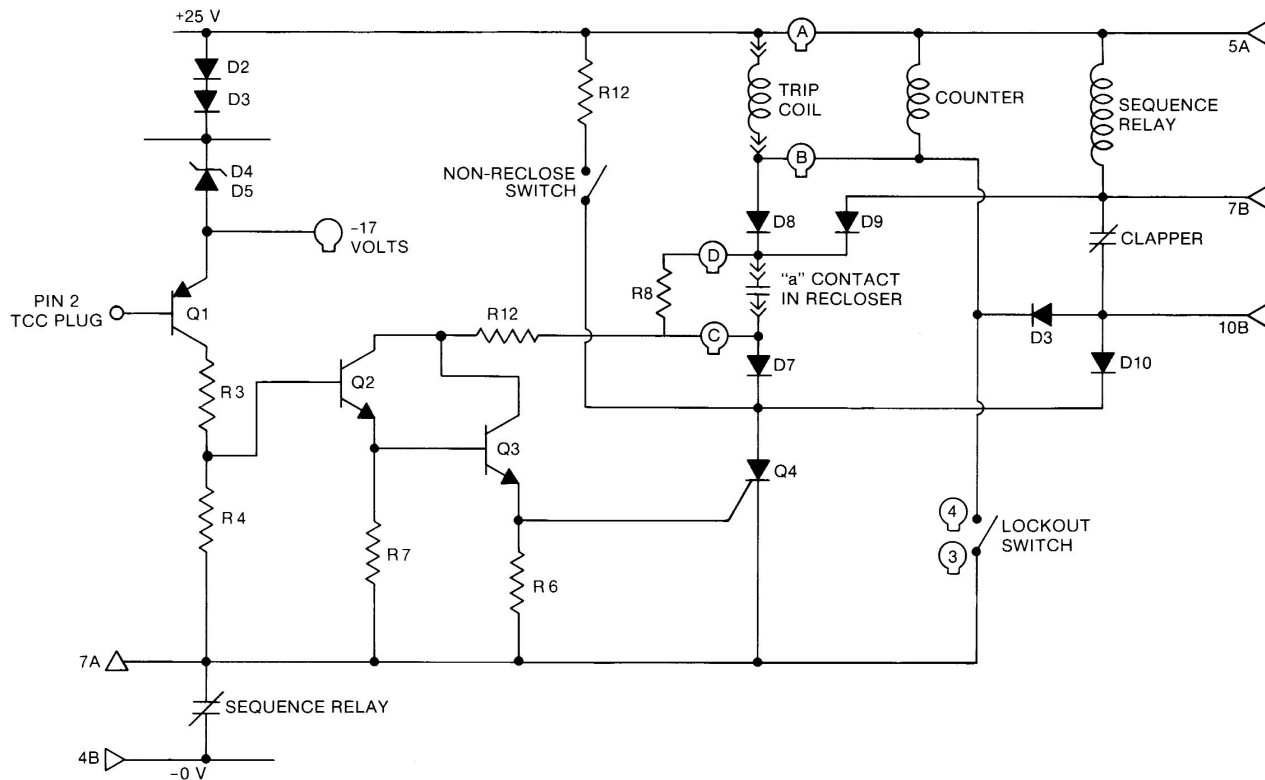 +25 V
A
5A
D2
D3
R12
TRIP
COIL
COUNTER
SEQUENCE
RELAY
D4
D5
B
NON-RECLOSE
SWITCH
7B
D8
D9
CLAPPER
-17
VOLTS
D
"a" CONTACT
IN RECLOSER
R8
PIN 2
TCC PLUG
Q1
R12
C
D3
10B
D7
D10
R3
Q2
Q3
Q4
R4
4
LOCKOUT
SWITCH
3
R7
R6
7A
SEQUENCE RELAY
4B
-0 V